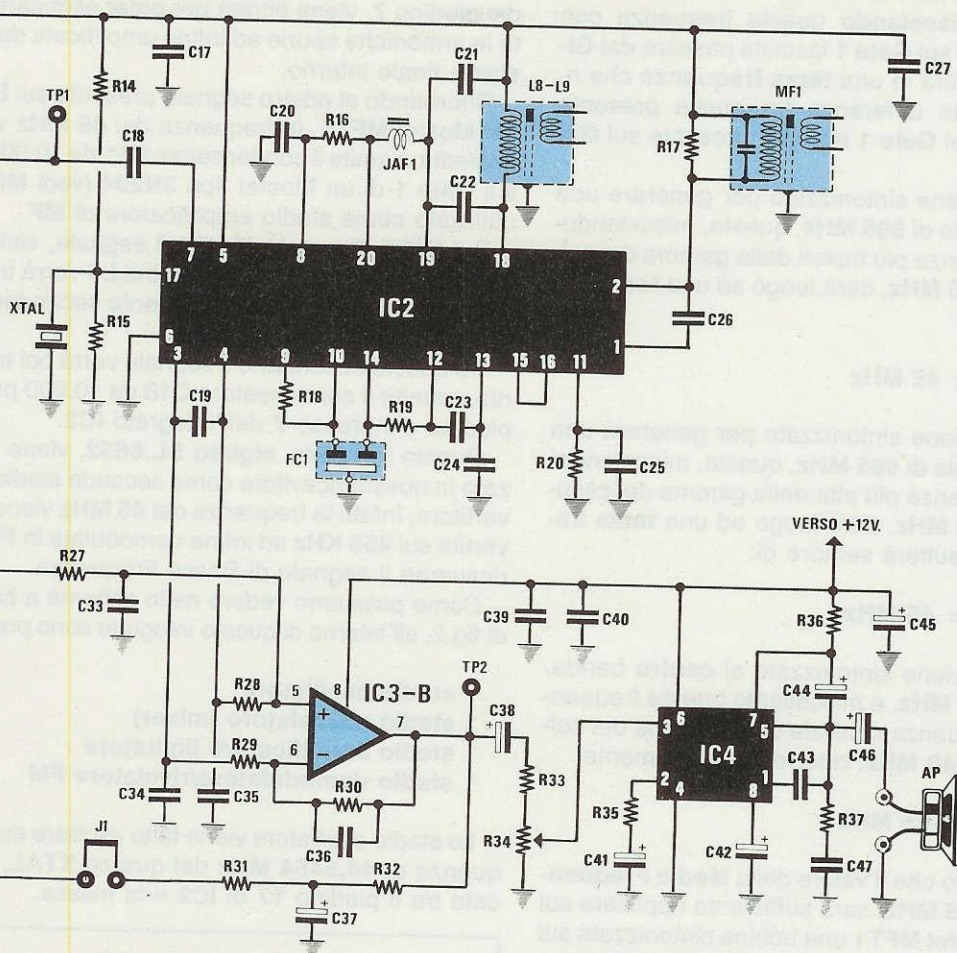 C17
R14
TP1
C18
C20
R16
JAF1
C21
L8-L9
C22
MF1
R17
C27
7
5
8
20
19
18
17
IC2
2
XTAL
R15
6
1
C26
3
4
9
10
14
12
13
15
16
11
C19
R18
FC1
R19
C23
C24
R20
C25
VERSO +12V.
R27
C33
C39
C40
R36
C45
R28
5
8
IC3-B
+
7
TP2
C38
C44
C46
R29
R33
3
6
7
5
IC4
2
1
4
8
C43
AP
C34
C35
R30
R35
R37
R34
C36
C41
C42
C47
J1
R31
R32
C37